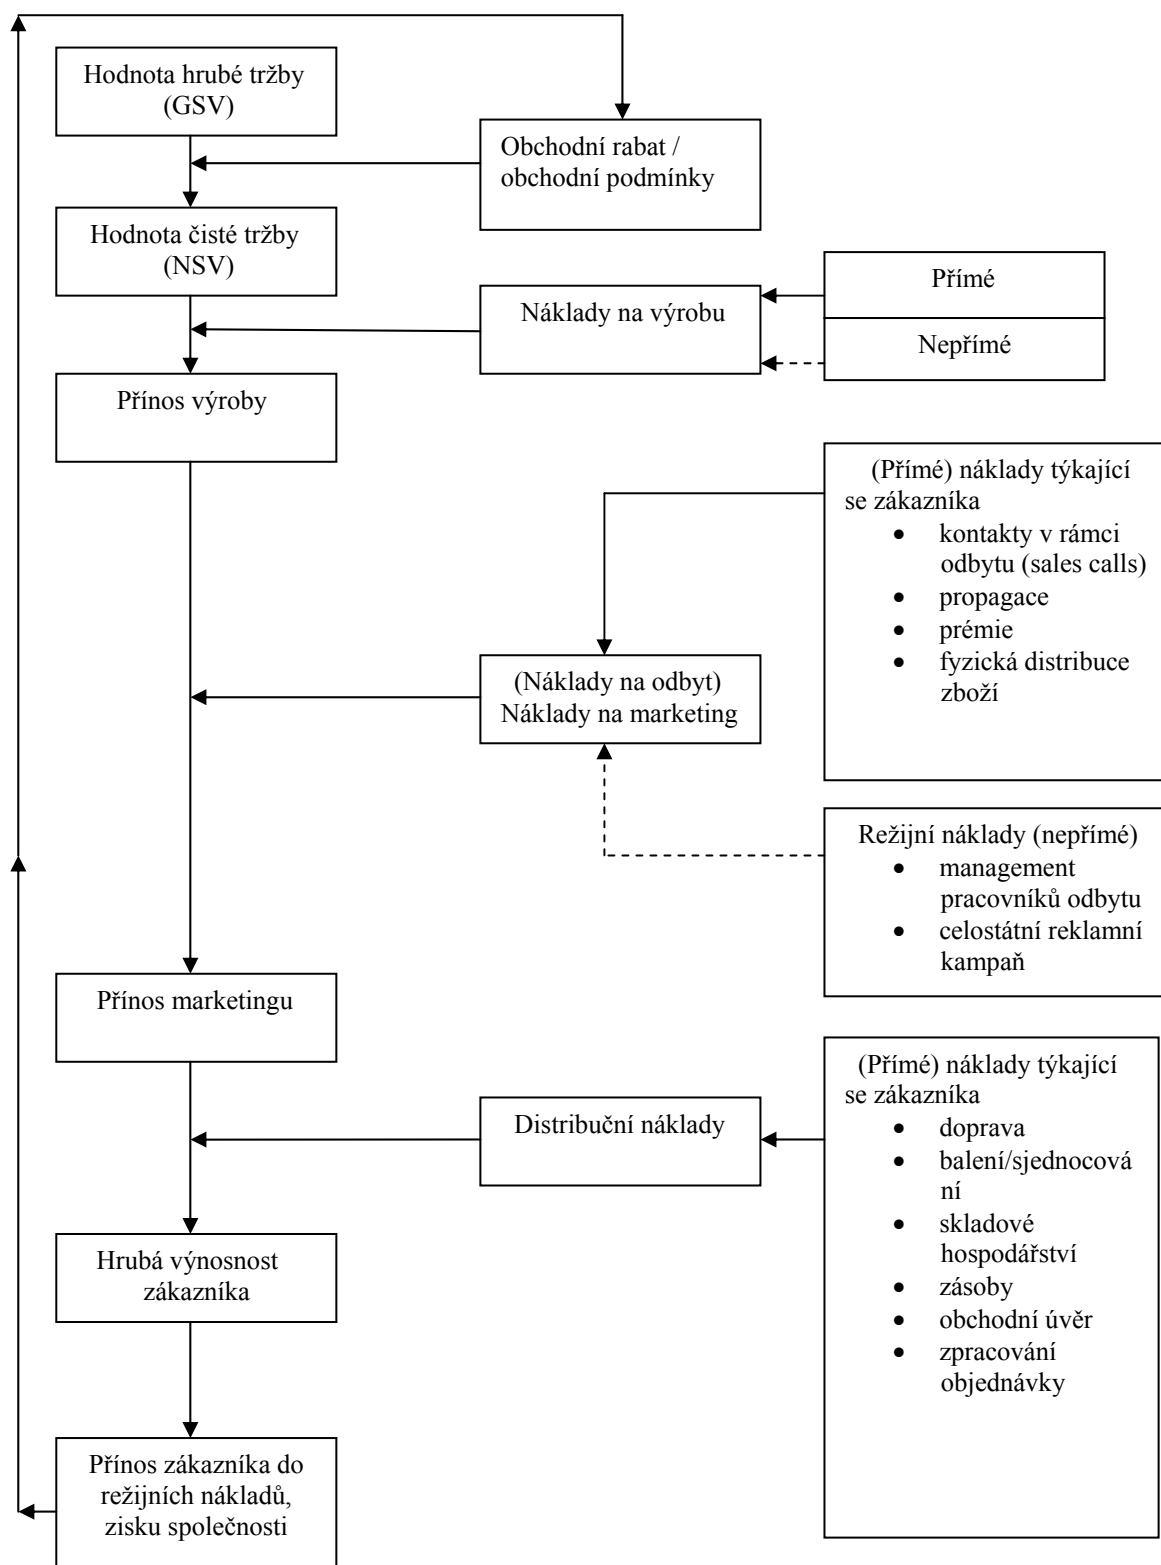 Hodnota hrubé tržby
(GSV)
Obchodní rabat /
obchodní podmínky
Hodnota čisté tržby
(NSV)
Náklady na výrobu
Přímé
Nepřímé
Přínos výroby
(Přímé) náklady týkající
se zákazníka
• kontakty v rámci
odbytu (sales calls)
• propagace
• prémie
• fyzická distribuce
zboží
(Náklady na odbyt)
Náklady na marketing
Režijní náklady (nepřímé)
• management
pracovníků odbytu
• celostátní reklamní
kampaň
Přínos marketingu
(Přímé) náklady týkající
se zákazníka
• doprava
• balení/sjednocová
ní
• skladové
hospodářství
• zásoby
• obchodní úvěr
• zpracování
objednávky
Distribuční náklady
Hrubá výnosnost
zákazníka
Přínos zákazníka do
režijních nákladů,
zisku společnosti